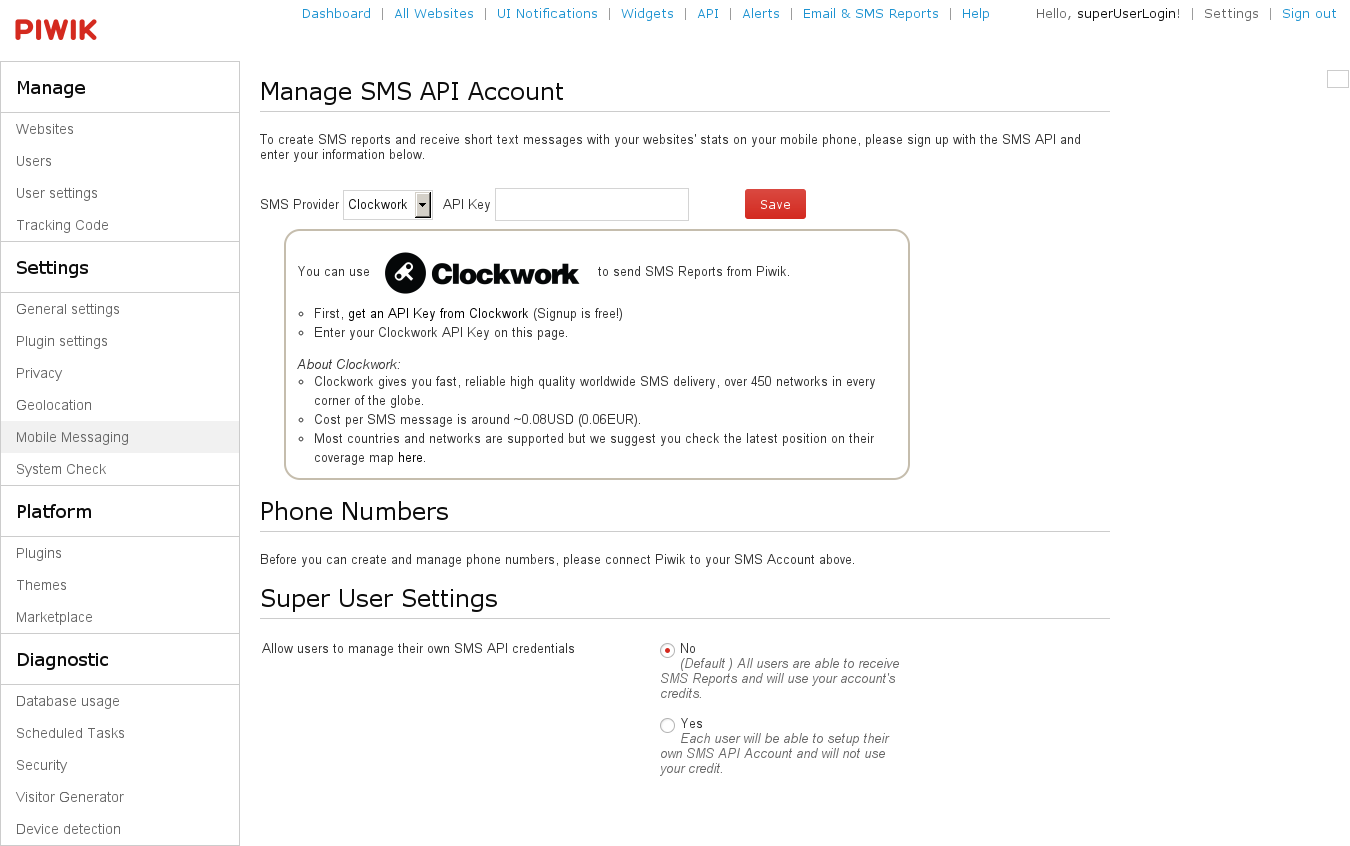 PIWIK
Dashboard | All Websites | UI Notifications | Widgets | API | Alerts | Email & SMS Reports | Help
Hello, superUserLogin! | Settings | Sign out
Manage
Websites
Users
User settings
Tracking Code
Settings
General settings
Plugin settings
Privacy
Geolocation
Mobile Messaging
System Check
Platform
Plugins
Themes
Marketplace
Diagnostic
Database usage
Scheduled Tasks
Security
Visitor Generator
Device detection
Manage SMS API Account
To create SMS reports and receive short text messages with your websites' stats on your mobile phone, please sign up with the SMS API and
enter your information below.
SMS Provider Clockwork API Key Save
You can use Clockwork to send SMS Reports from Piwik.
First, get an API Key from Clockwork (Signup is free!)
Enter your Clockwork API Key on this page.
About Clockwork:
Clockwork gives you fast, reliable high quality worldwide SMS delivery, over 450 networks in every
corner of the globe.
Cost per SMS message is around ~0.08USD (0.06EUR).
Most countries and networks are supported but we suggest you check the latest position on their
coverage map here.
Phone Numbers
Before you can create and manage phone numbers, please connect Piwik to your SMS Account above.
Super User Settings
Allow users to manage their own SMS API credentials
No
(Default ) All users are able to receive
SMS Reports and will use your account's
credits.
Yes
Each user will be able to setup their
own SMS API Account and will not use
your credit.